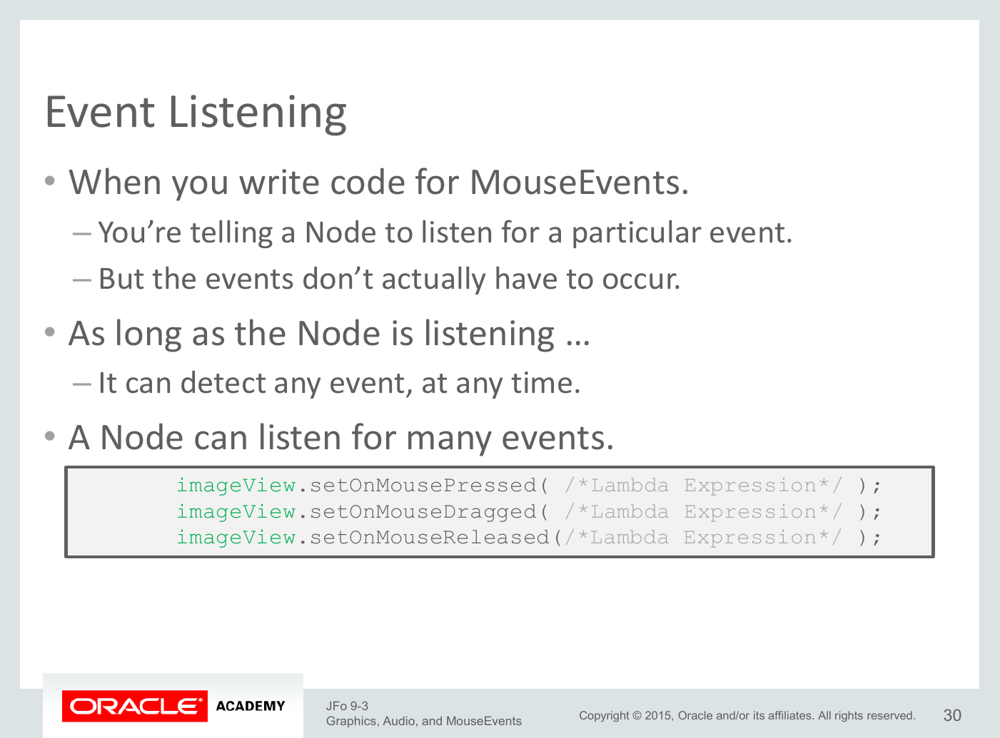 Event Listening
• When you write code for MouseEvents.
– You’re telling a Node to listen for a particular event.
– But the events don’t actually have to occur.
• As long as the Node is listening …
– It can detect any event, at any time.
• A Node can listen for many events.
imageView.setOnMousePressed( /*Lambda Expression*/ );
imageView.setOnMouseDragged( /*Lambda Expression*/ );
imageView.setOnMouseReleased(/*Lambda Expression*/ );
ORACLE® ACADEMY
JFo 9-3
Graphics, Audio, and MouseEvents
Copyright © 2015, Oracle and/or its affiliates. All rights reserved.
30